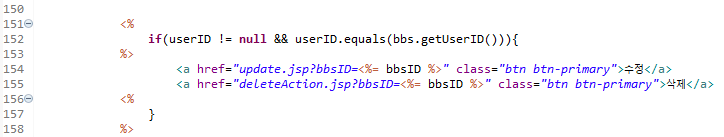 150
151 <%
152 if(userID != null && userID.equals(bbs.getUserID())){
153 %>
154 <a href="update.jsp?bbsID=<%= bbsID %>" class="btn btn-primary">수정</a>
155 <a href="deleteAction.jsp?bbsID=<%= bbsID %>" class="btn btn-primary">삭제</a>
156 <%
157 }
158 %>